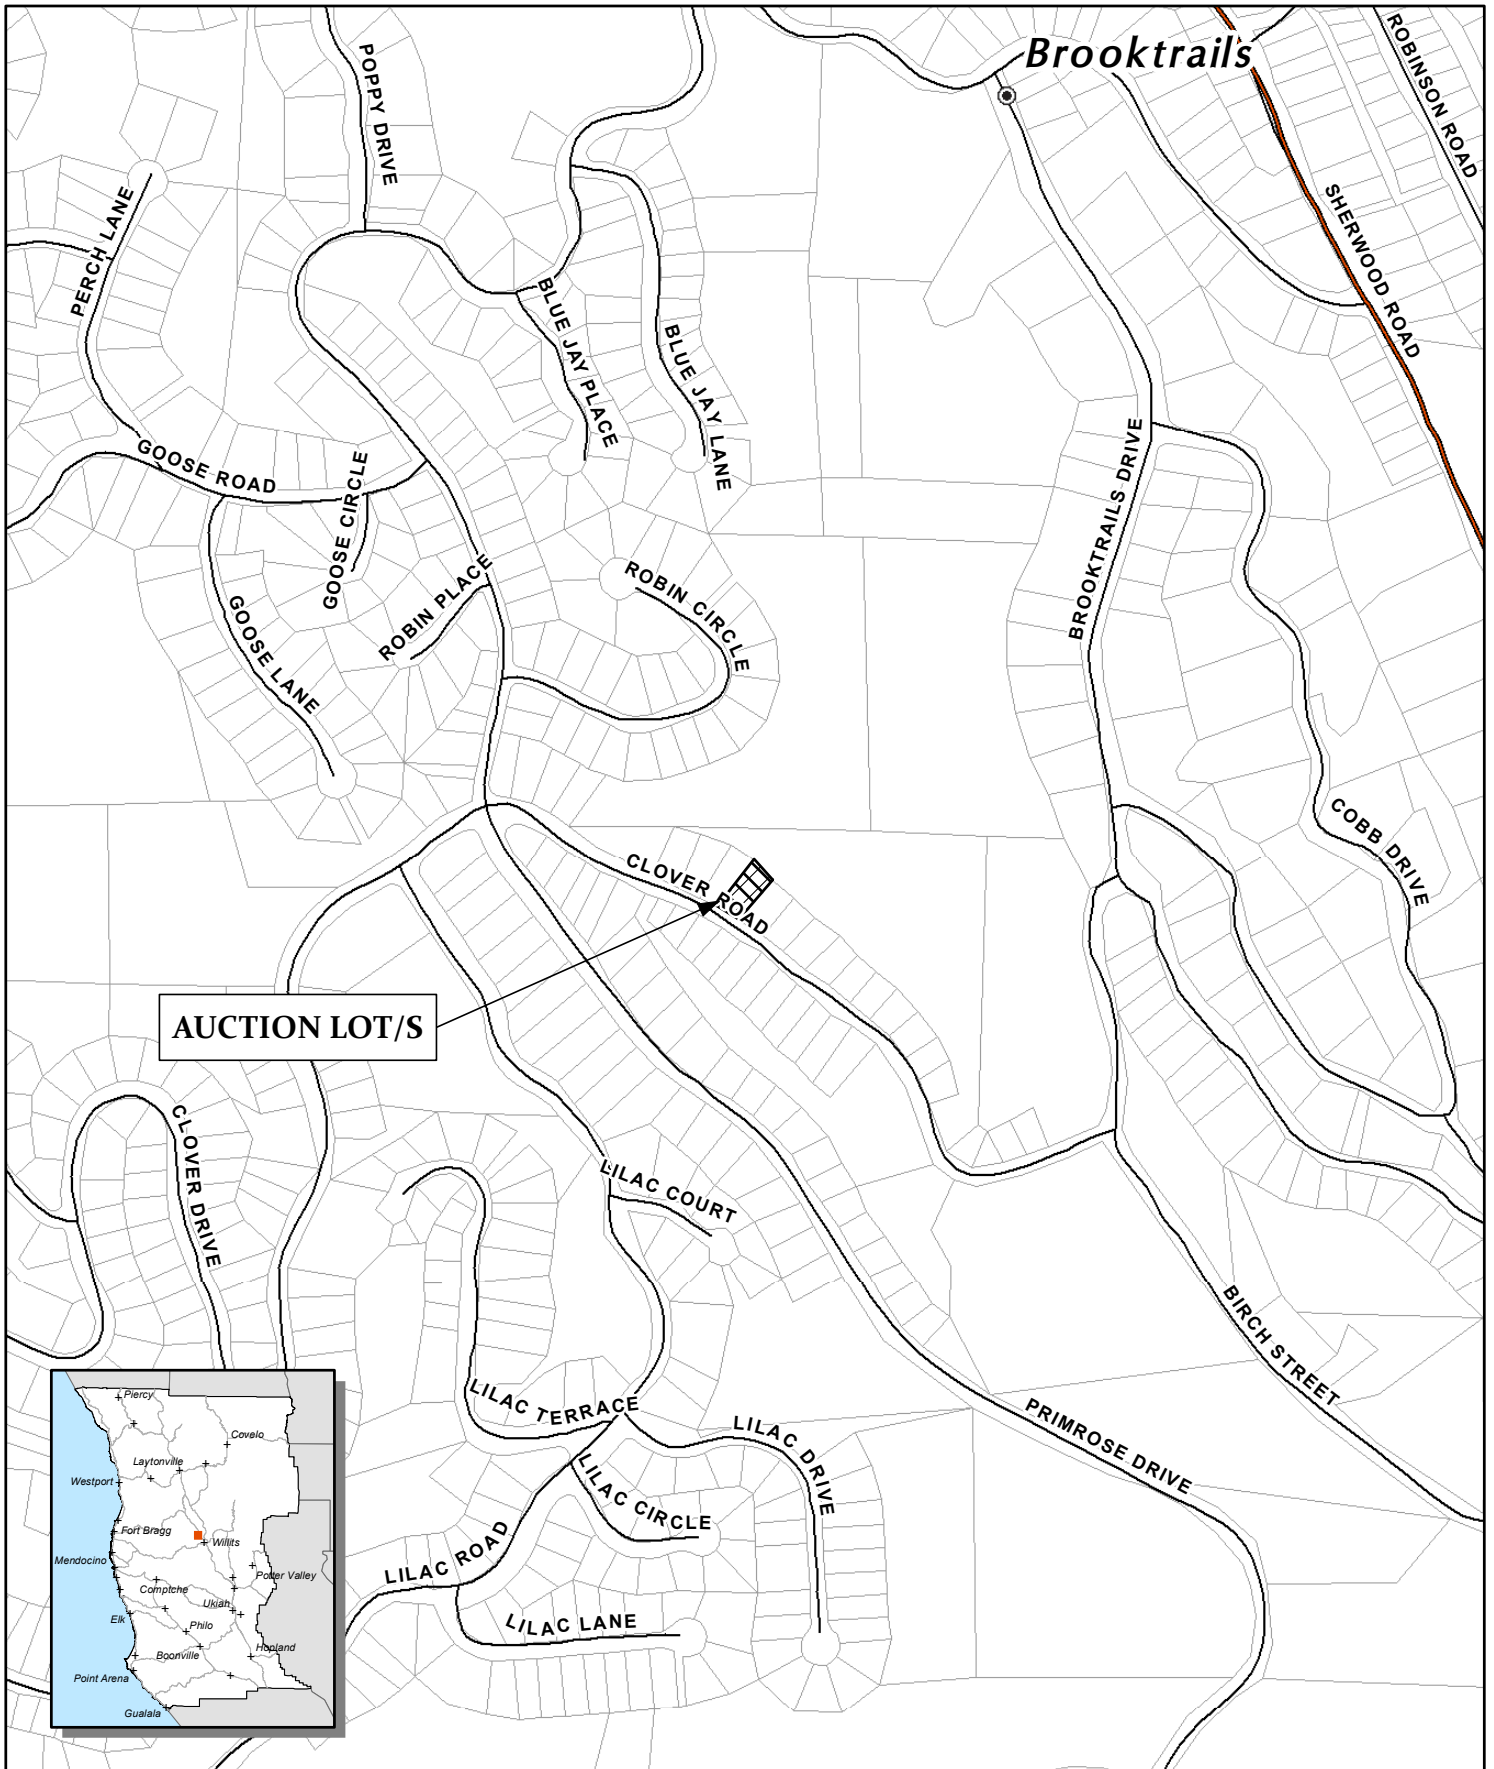 Brooktrails
ROBINSON ROAD
POPPY DRIVE
SHERWOOD ROAD
PERCH LANE
BLUE JAY PLACE
BLUE JAY LANE
BROOKTRAILS DRIVE
GOOSE ROAD
GOOSE CIRCLE
ROBIN PLACE
ROBIN CIRCLE
GOOSE LANE
COBB DRIVE
CLOVER ROAD
AUCTION LOT/S
CLOVER DRIVE
LILAC COURT
BIRCH STREET
LILAC TERRACE
PRIMROSE DRIVE
LILAC DRIVE
LILAC CIRCLE
LILAC ROAD
LILAC LANE
Piercy
Covelo
Laytonville
Westport
Fort Bragg
Willits
Mendocino
Potter Valley
Comptche
Ukiah
Elk
Philo
Hopland
Boonville
Point Arena
Gualala